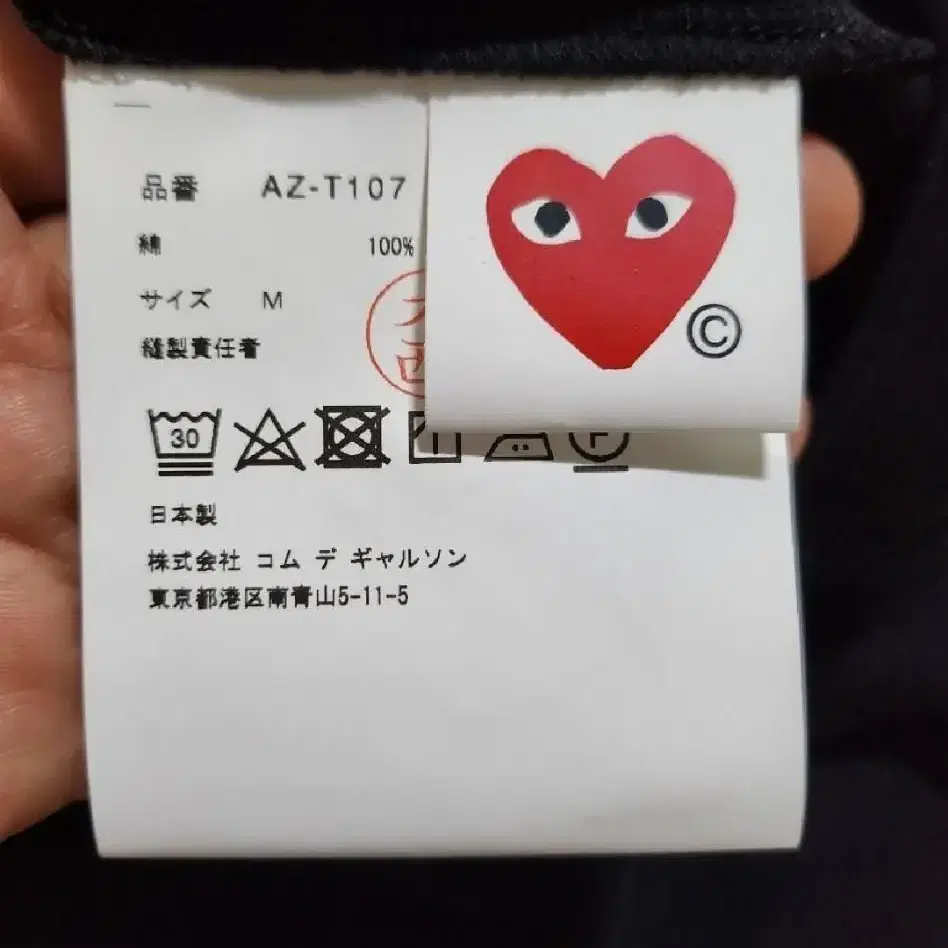 品番 AZ-T107
綿 100%
サイズ M
縫製責任者
30
日本製
株式会社 コム デ ギャルソン
東京都港区南青山5-11-5
©